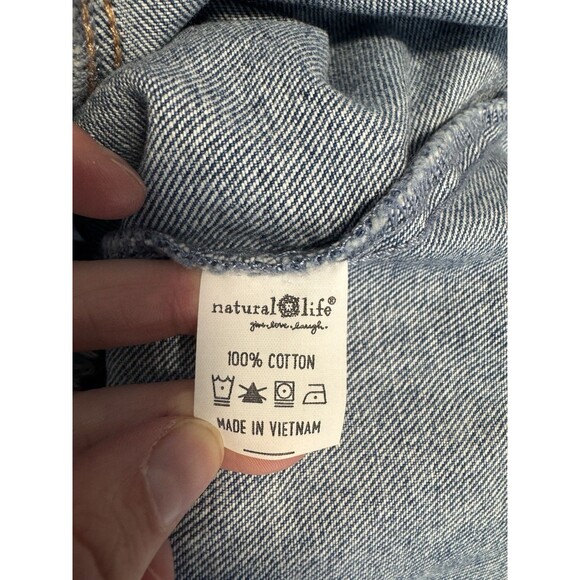 natural life®
give.love.laugh.
100% COTTON
MADE IN VIETNAM